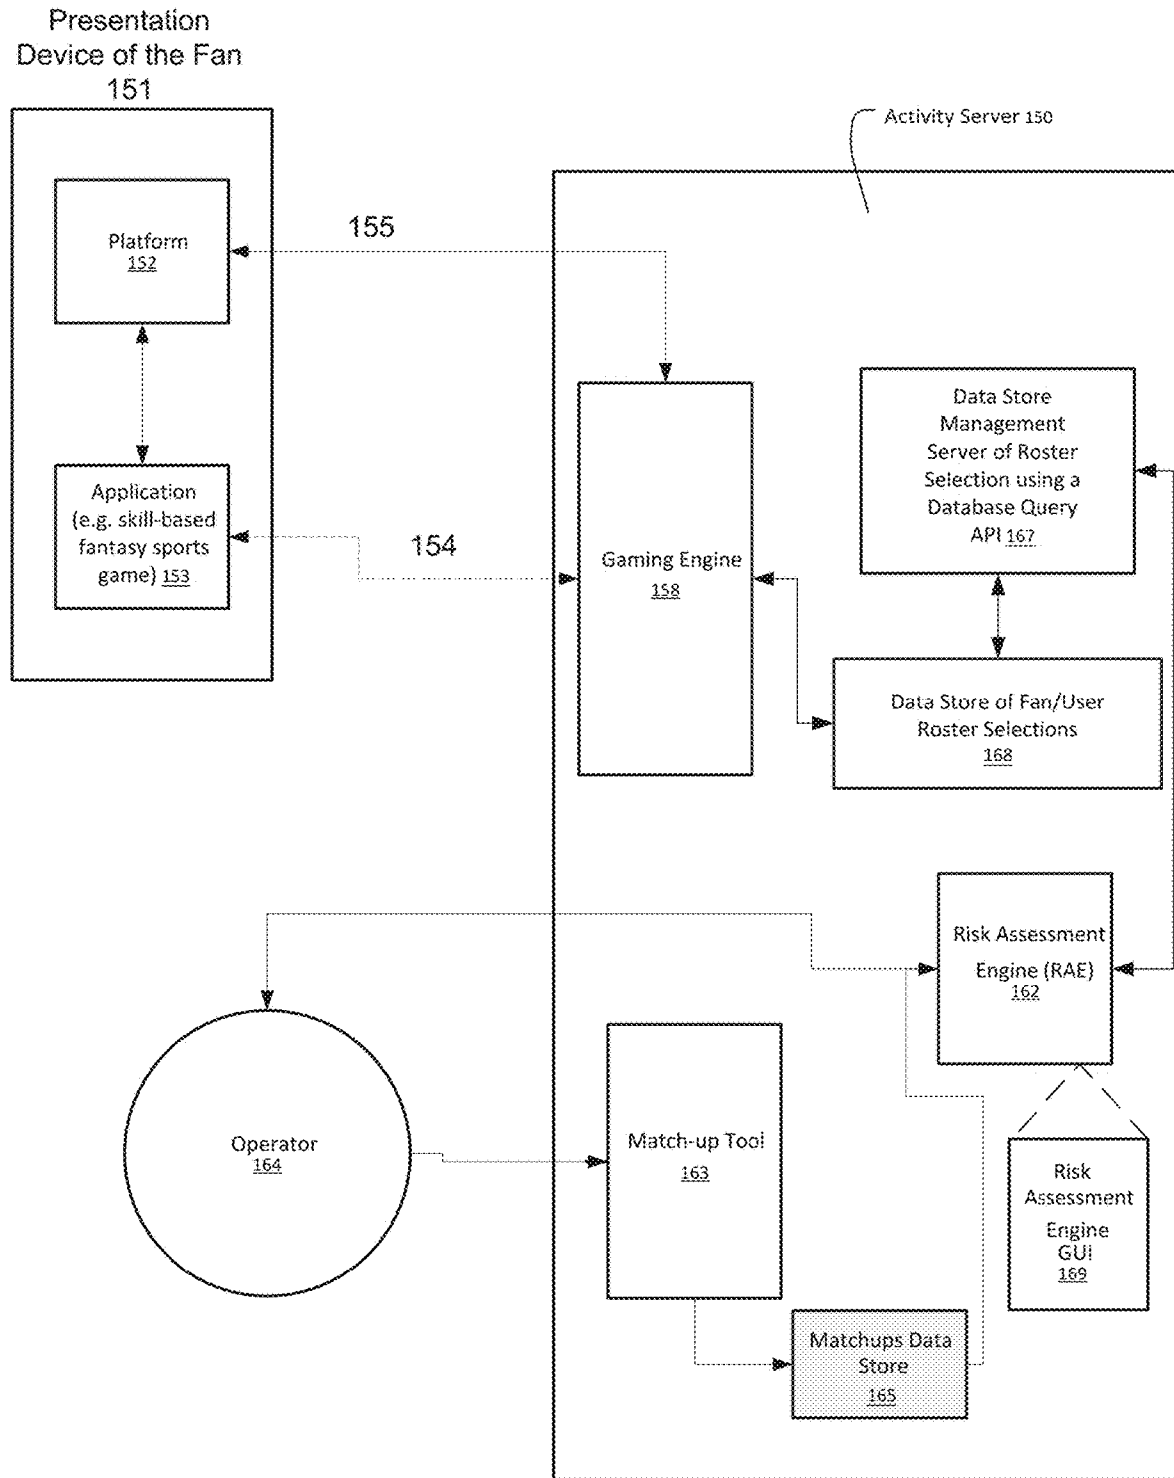 Presentation
Device of the Fan
151
Activity Server 150
Platform
152
155
Application
(e.g. skill-based
fantasy sports
game) 153
154
Gaming Engine
158
Data Store
Management
Server of Roster
Selection using a
Database Query
API 167
Data Store of Fan/User
Roster Selections
168
Risk Assessment
Engine (RAE)
162
Operator
164
Match-up Tool
163
Risk
Assessment
Engine
GUI
169
Matchups Data
Store
165